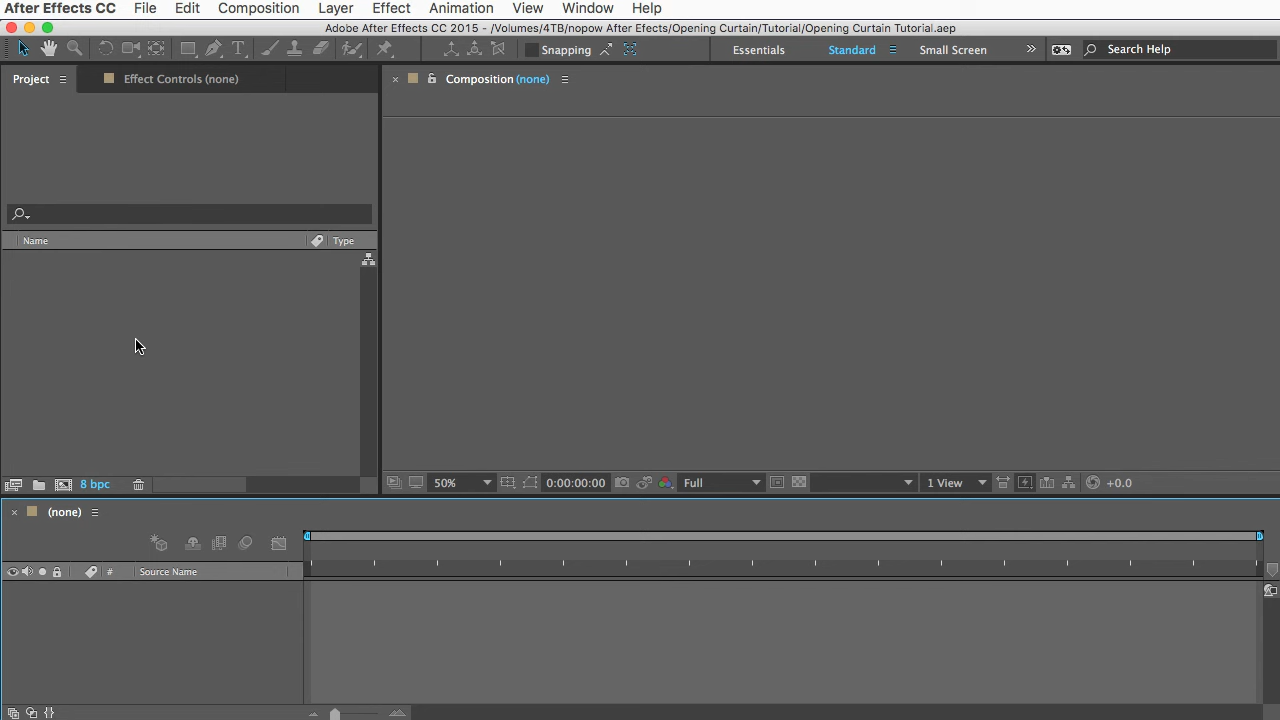 After Effects CC File Edit Composition Layer Effect Animation View Window Help
Adobe After Effects CC 2015 - /Volumes/4TB/nopow After Efects/Opening Curtain/Tutorial/Opening Curtain Tutorial.aep
Snapping Essentials Standard Small Screen » Search Help
Project Effect Controls (none) Composition (none)
Name Type
8 bpc 50% 0:00:00:00 Full 1 View +0.0
(none)
# Source Name